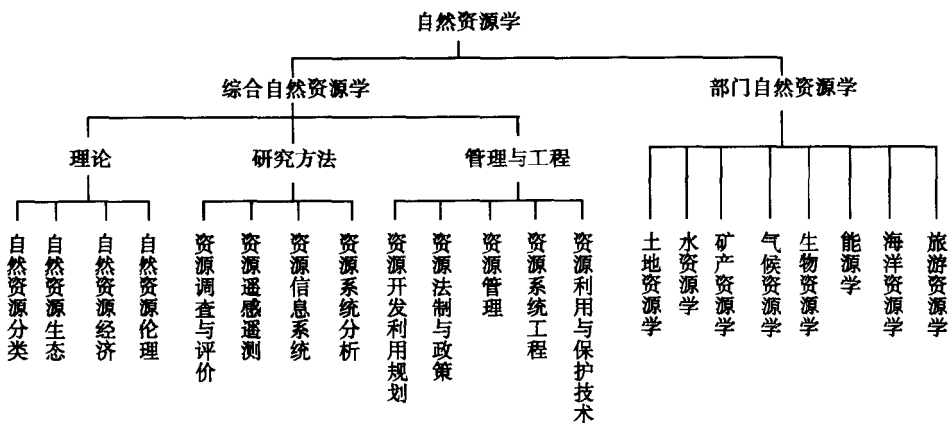 自然资源学
综合自然资源学
部门自然资源学
理论
研究方法
管理与工程
自然资源分类
自然资源生态
自然资源经济
自然资源伦理
资源调查与评价
资源遥感遥测
资源信息系统
资源系统分析
资源开发利用规划
资源法制与政策
资源管理
资源系统工程
资源利用与保护技术
土地资源学
水资源学
矿产资源学
气候资源学
生物资源学
能源学
海洋资源学
旅游资源学